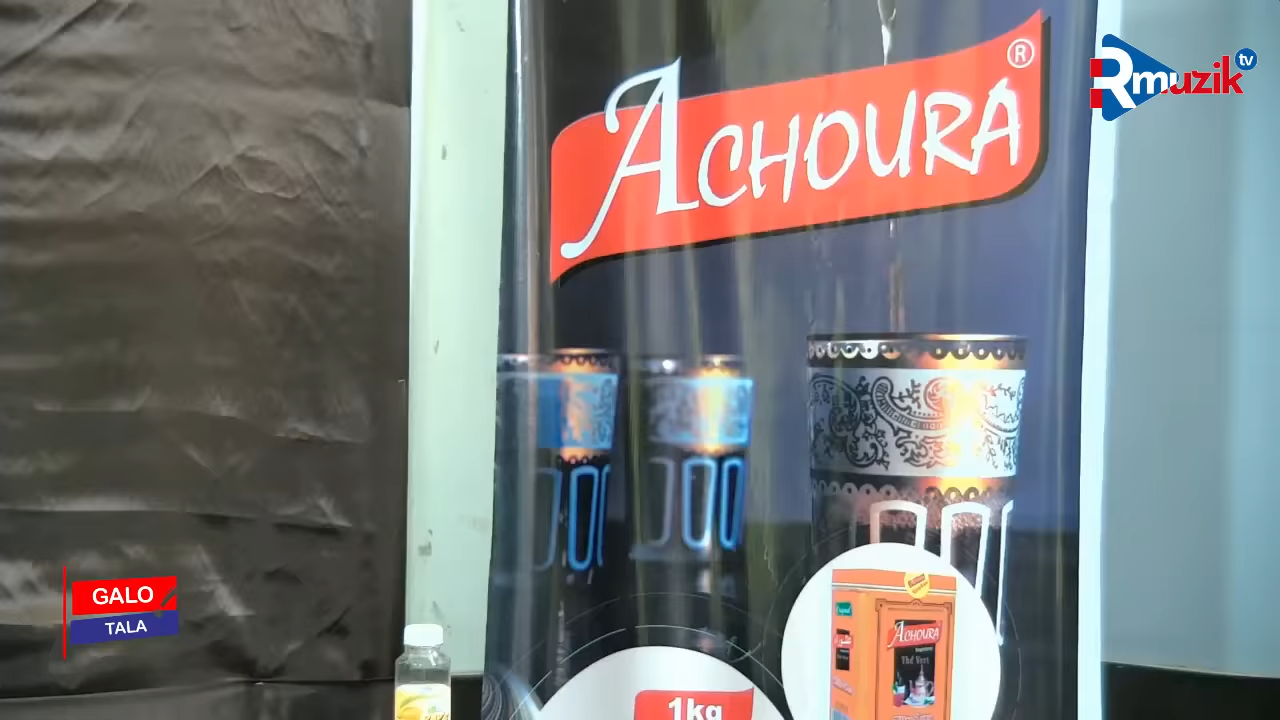 ACHOURA ®
Rmuzik tv
ACHOURA
Thé Vert
1kg
GALO
TALA